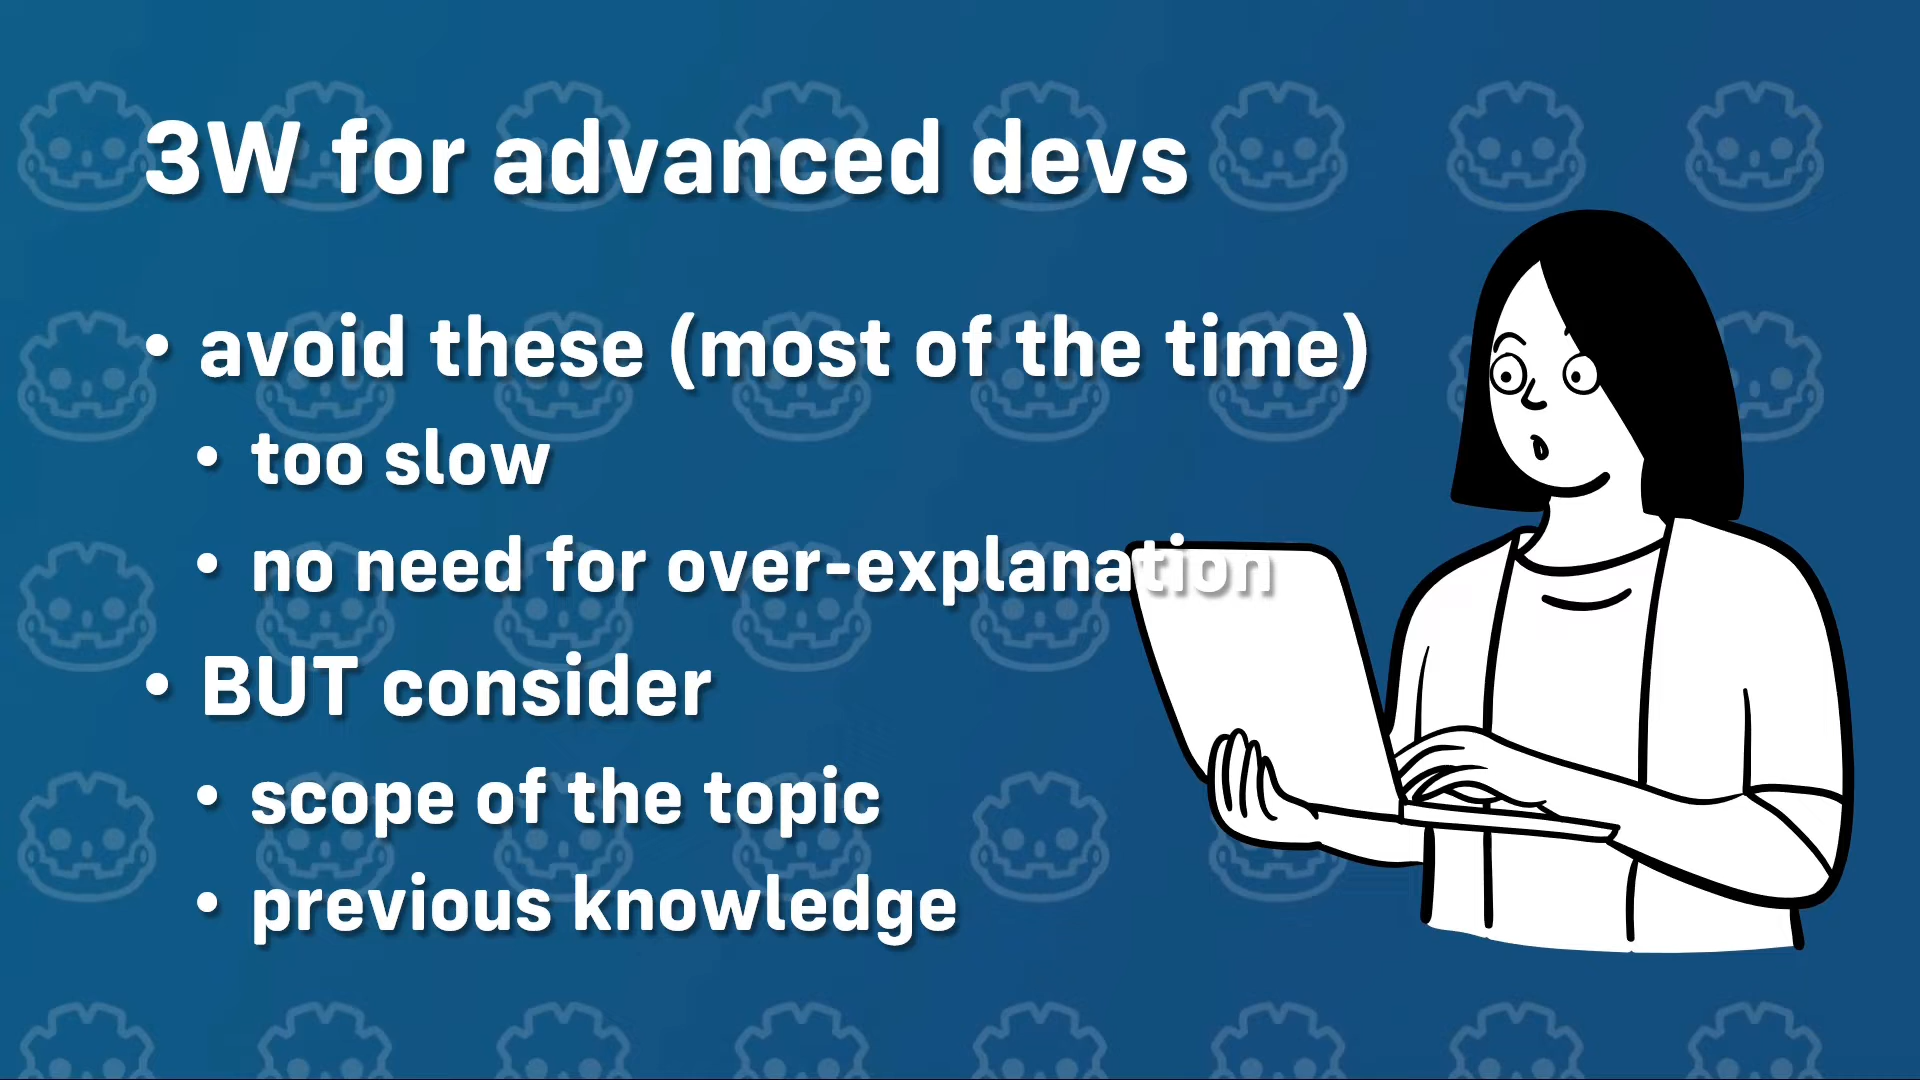 3W for advanced devs
• avoid these (most of the time)
• too slow
• no need for over-explanation
• BUT consider
• scope of the topic
• previous knowledge